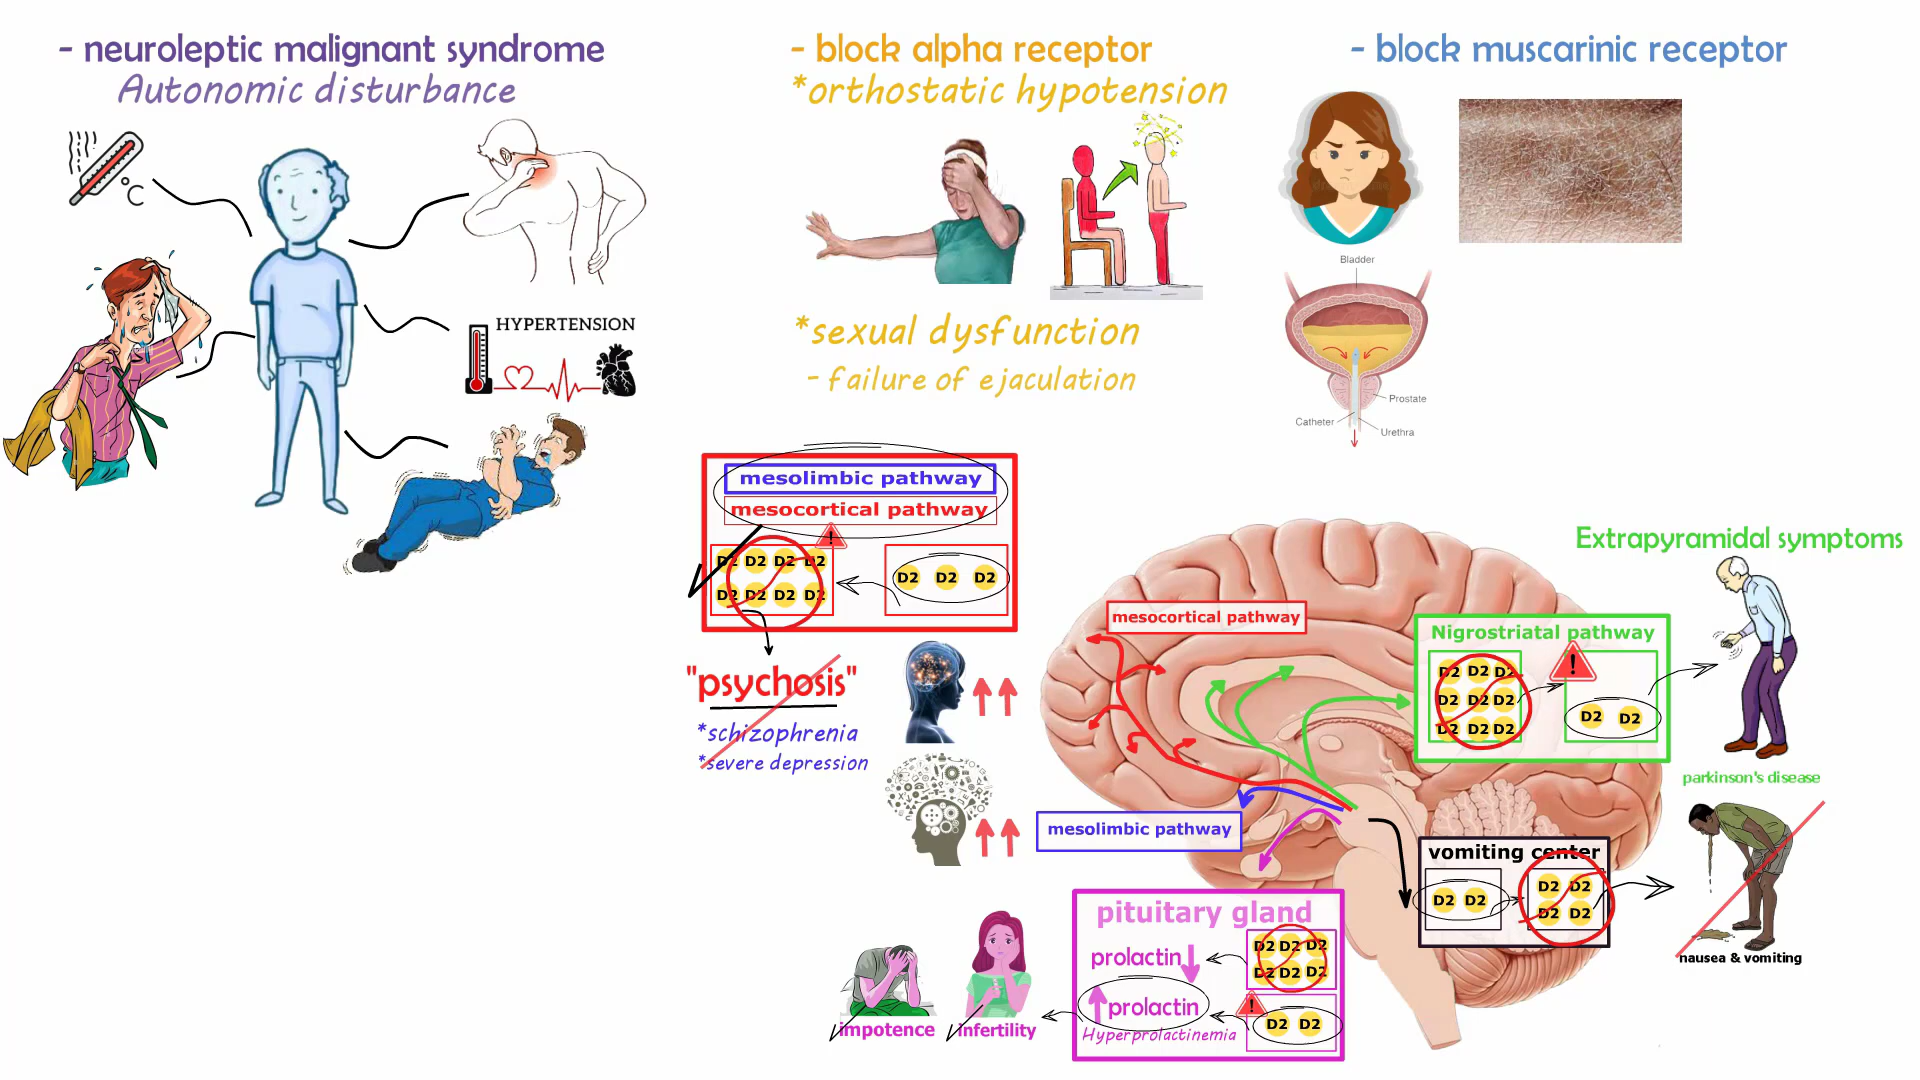 - neuroleptic malignant syndrome
Autonomic disturbance
°C
HYPERTENSION
- block alpha receptor
*orthostatic hypotension
*sexual dysfunction
- failure of ejaculation
- block muscarinic receptor
Bladder
Prostate
Catheter
Urethra
mesolimbic pathway
mesocortical pathway
!
D2 D2 D2 D2
D2 D2 D2 D2
D2 D2 D2
"psychosis"
*schizophrenia
*severe depression
mesocortical pathway
mesolimbic pathway
Extrapyramidal symptoms
Nigrostriatal pathway
!
D2 D2 D2
D2 D2 D2
D2 D2 D2
D2 D2
parkinson's disease
vomiting center
D2 D2
D2 D2
D2 D2
nausea & vomiting
pituitary gland
prolactin
D2 D2 D2
D2 D2 D2
prolactin
!
D2 D2
Hyperprolactinemia
impotence
infertility